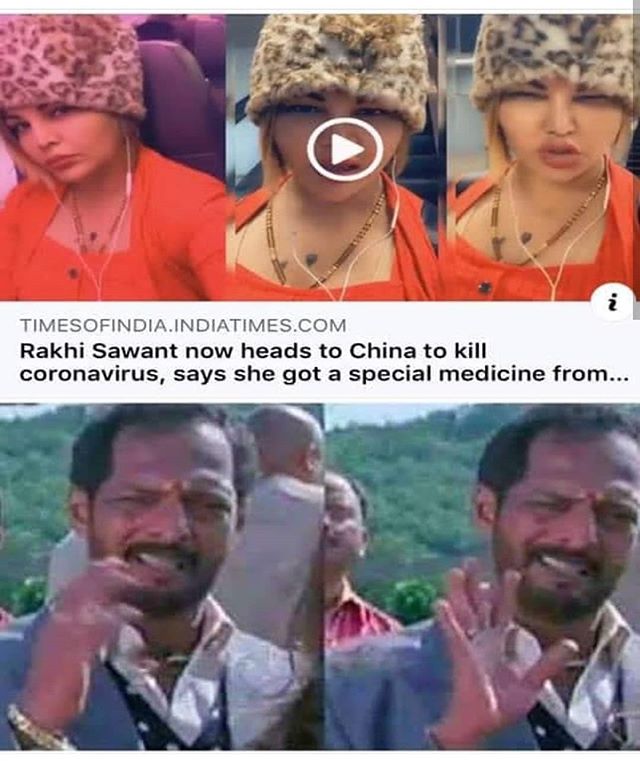 TIMESOFINDIA.INDIATIMES.COM
Rakhi Sawant now heads to China to kill
coronavirus, says she got a special medicine from...